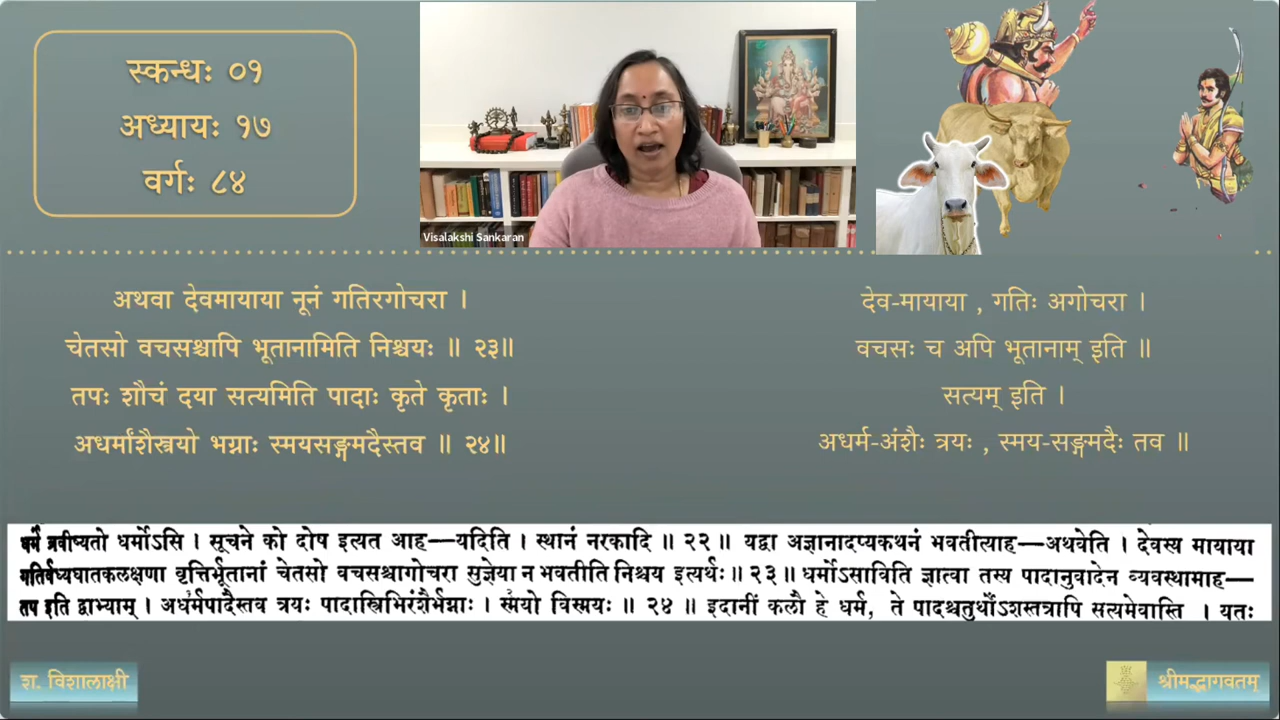 स्कन्धः ०१
अध्यायः १७
वर्गः ८४
Visalakshi Sankaran
अथवा देवमायाया नूनं गतिरगोचरा ।
चेतसो वचसश्चापि भूतानामिति निश्चयः ॥ २३॥
तपः शौचं दया सत्यमिति पादाः कृते कृताः ।
अधर्मांशैस्त्रयो भग्नाः स्मयसङ्गमदैस्तव ॥ २४॥
देव-मायाया , गतिः अगोचरा ।
वचसः च अपि भूतानाम् इति ॥
सत्यम् इति ।
अधर्म-अंशैः त्रयः , स्मय-सङ्गमदैः तव ॥
धर्मं ब्रवीष्यतो धर्मोऽसि । सूचने को दोष इत्यत आह—यदिति । स्थानं नरकादि ॥ २२ ॥ यद्वा अज्ञानादप्यकथनं भवतीत्याह—अथवेति । देवस्य मायाया
गतिर्वध्यघातकलक्षणा वृत्तिर्भूतानां चेतसो वचसश्चागोचरा सुज्ञेया न भवतीति निश्चय इत्यर्थः ॥ २३ ॥ धर्मोऽसाविति ज्ञात्वा तस्य पादानुवादेन व्यवस्थामाह—
तप इति द्वाभ्याम् । अधर्मपादैस्तव त्रयः पादास्त्रिभिरंशैर्भग्नाः । स्मयो विस्मयः ॥ २४ ॥ इदानीं कलौ हे धर्म, ते पादश्चतुर्थोंऽशस्तत्रापि सत्यमेवास्ति । यतः
श. विशालाक्षी
श्रीमद्भागवतम्